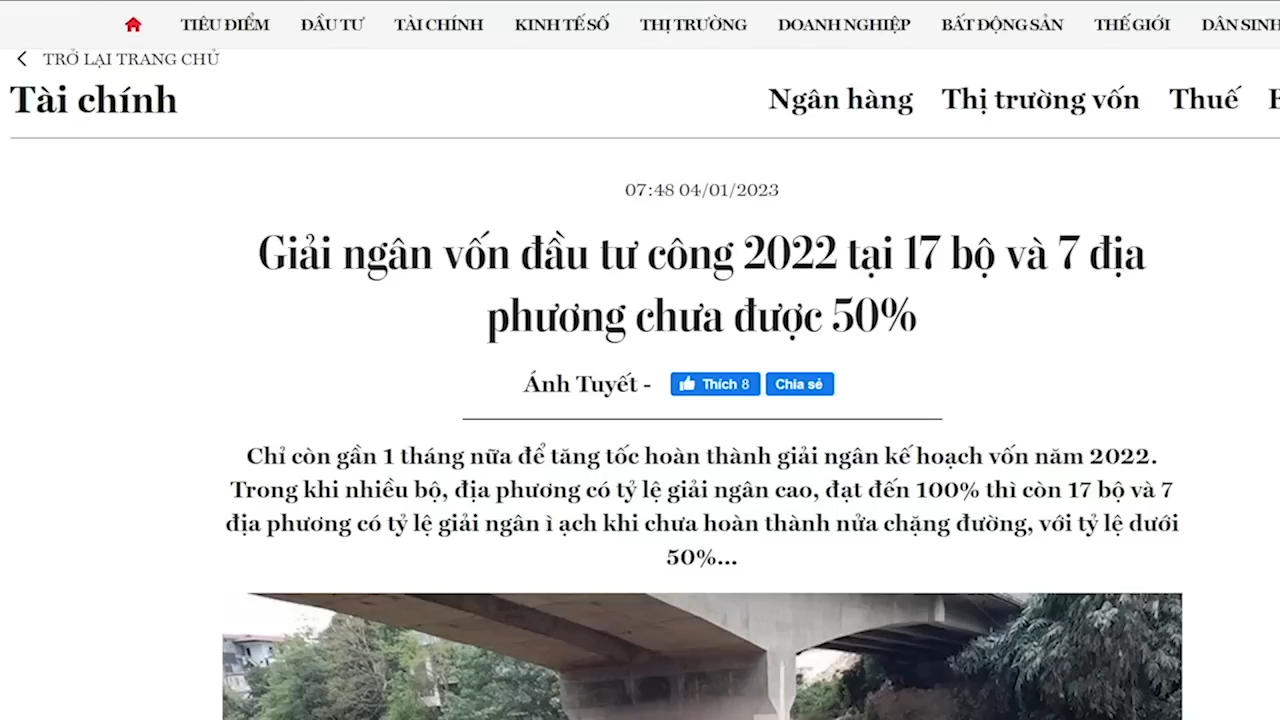 TIÊU ĐIỂM ĐẦU TƯ TÀI CHÍNH KINH TẾ SỐ THỊ TRƯỜNG DOANH NGHIỆP BẤT ĐỘNG SẢN THẾ GIỚI DÂN SINH
TRỞ LẠI TRANG CHỦ
Tài chính Ngân hàng Thị trường vốn Thuế
07:48 04/01/2023
Giải ngân vốn đầu tư công 2022 tại 17 bộ và 7 địa
phương chưa được 50%
Ánh Tuyết - Thích 8 Chia sẻ
Chỉ còn gần 1 tháng nữa để tăng tốc hoàn thành giải ngân kế hoạch vốn năm 2022.
Trong khi nhiều bộ, địa phương có tỷ lệ giải ngân cao, đạt đến 100% thì còn 17 bộ và 7
địa phương có tỷ lệ giải ngân ì ạch khi chưa hoàn thành nửa chặng đường, với tỷ lệ dưới
50%...